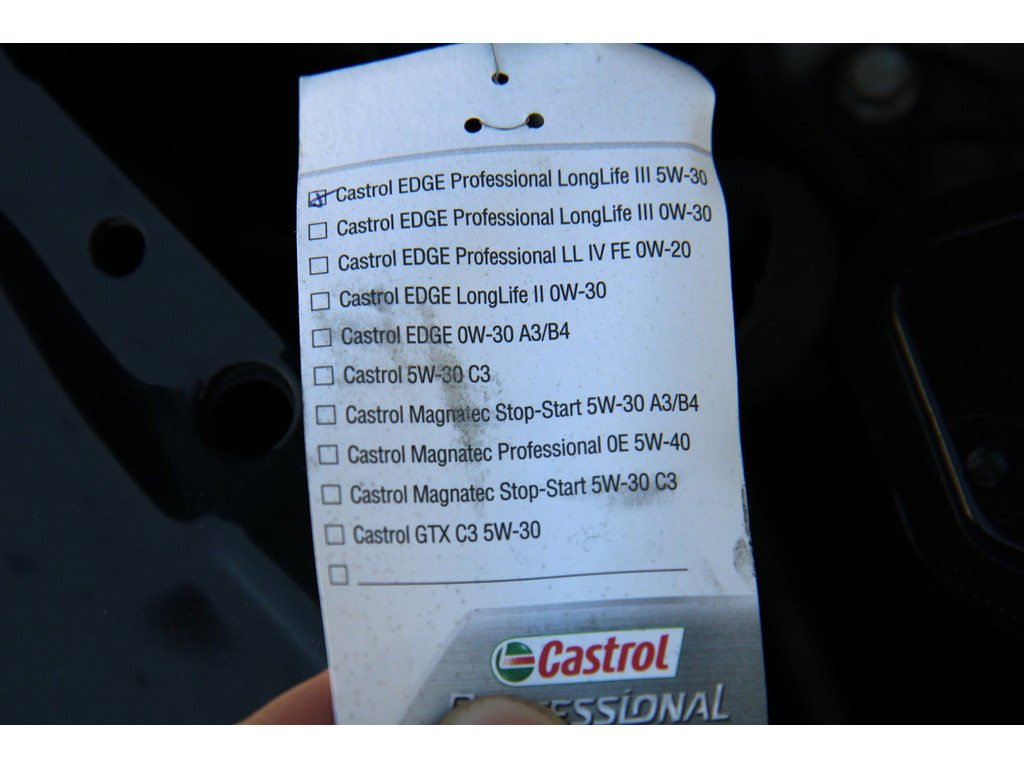 Castrol EDGE Professional LongLife III 5W-30
Castrol EDGE Professional LongLife III 0W-30
Castrol EDGE Professional LL IV FE 0W-20
Castrol EDGE LongLife II 0W-30
Castrol EDGE 0W-30 A3/B4
Castrol 5W-30 C3
Castrol Magnatec Stop-Start 5W-30 A3/B4
Castrol Magnatec Professional OE 5W-40
Castrol Magnatec Stop-Start 5W-30 C3
Castrol GTX C3 5W-30
Castrol
PROFESSIONAL